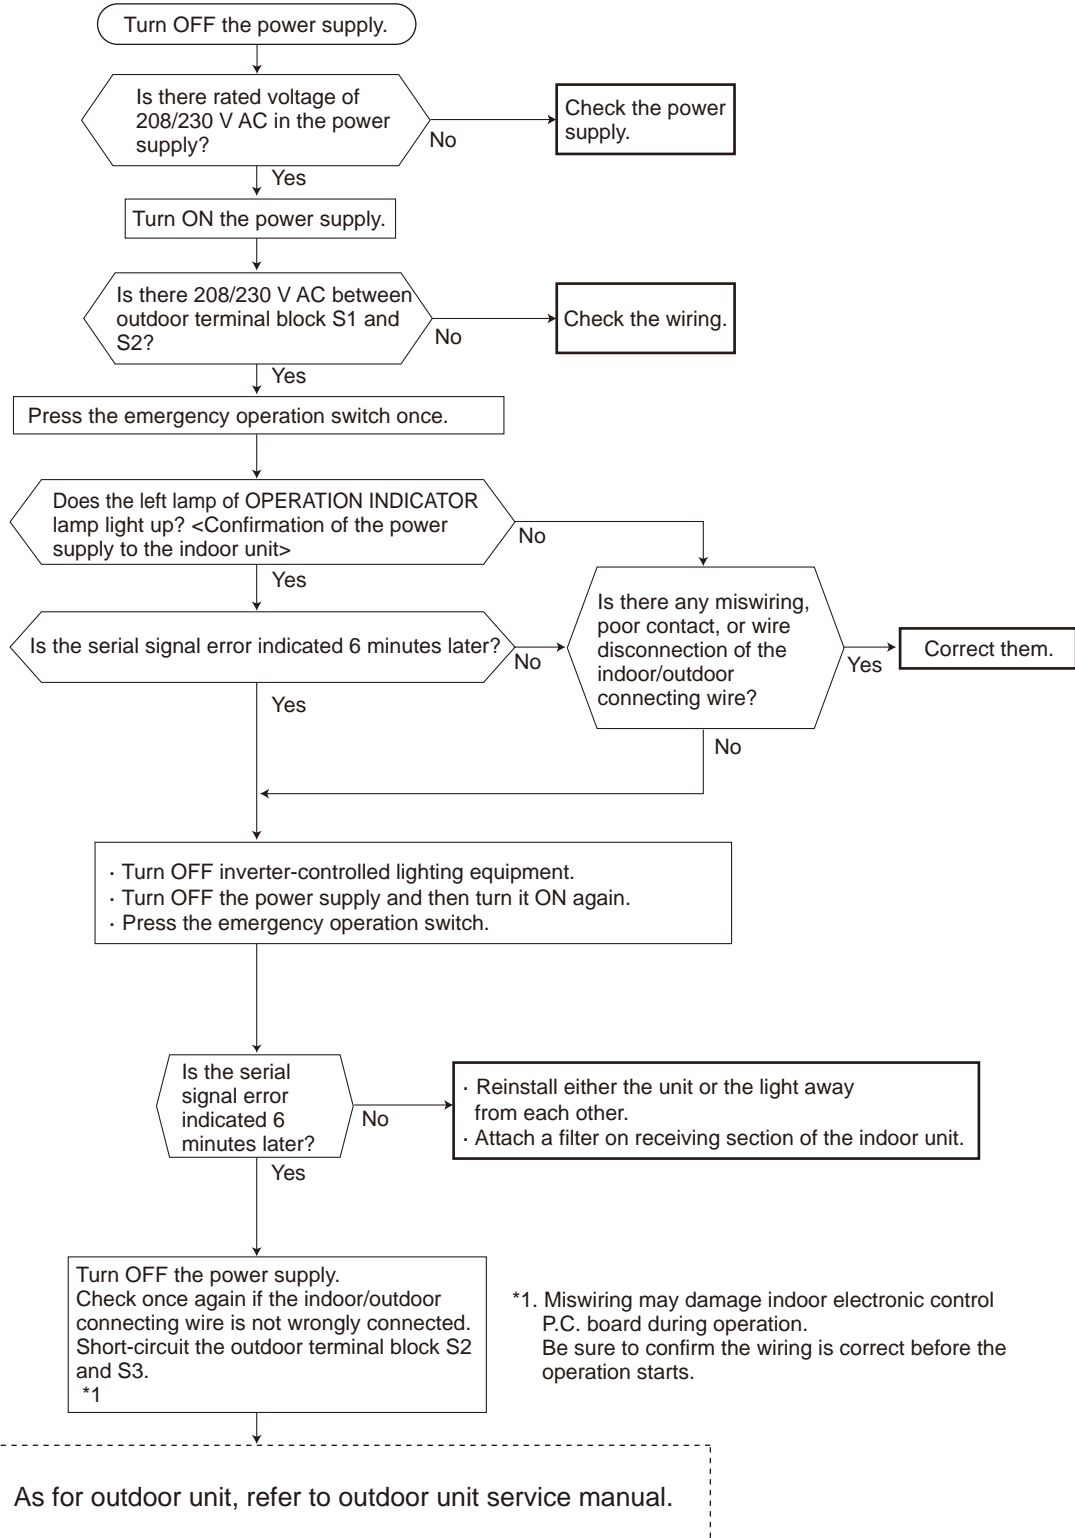 Turn OFF the power supply.
Is there rated voltage of
208/230 V AC in the power
supply?
No
Check the power
supply.
Yes
Turn ON the power supply.
Is there 208/230 V AC between
outdoor terminal block S1 and
S2?
No
Check the wiring.
Yes
Press the emergency operation switch once.
Does the left lamp of OPERATION INDICATOR
lamp light up? <Confirmation of the power
supply to the indoor unit>
No
Yes
Is the serial signal error indicated 6 minutes later?
No
Is there any miswiring,
poor contact, or wire
disconnection of the
indoor/outdoor
connecting wire?
Yes
Correct them.
Yes
No
· Turn OFF inverter-controlled lighting equipment.
· Turn OFF the power supply and then turn it ON again.
· Press the emergency operation switch.
Is the serial
signal error
indicated 6
minutes later?
No
· Reinstall either the unit or the light away
from each other.
· Attach a filter on receiving section of the indoor unit.
Yes
Turn OFF the power supply.
Check once again if the indoor/outdoor
connecting wire is not wrongly connected.
Short-circuit the outdoor terminal block S2
and S3.
*1
*1. Miswiring may damage indoor electronic control
P.C. board during operation.
Be sure to confirm the wiring is correct before the
operation starts.
As for outdoor unit, refer to outdoor unit service manual.